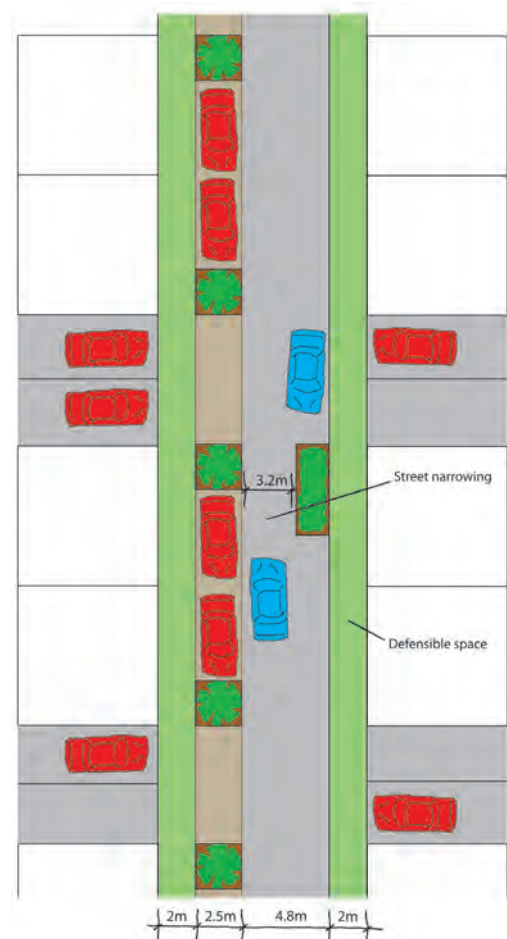 3.2m
Street narrowing
Defensible space
2m 2.5m 4.8m 2m